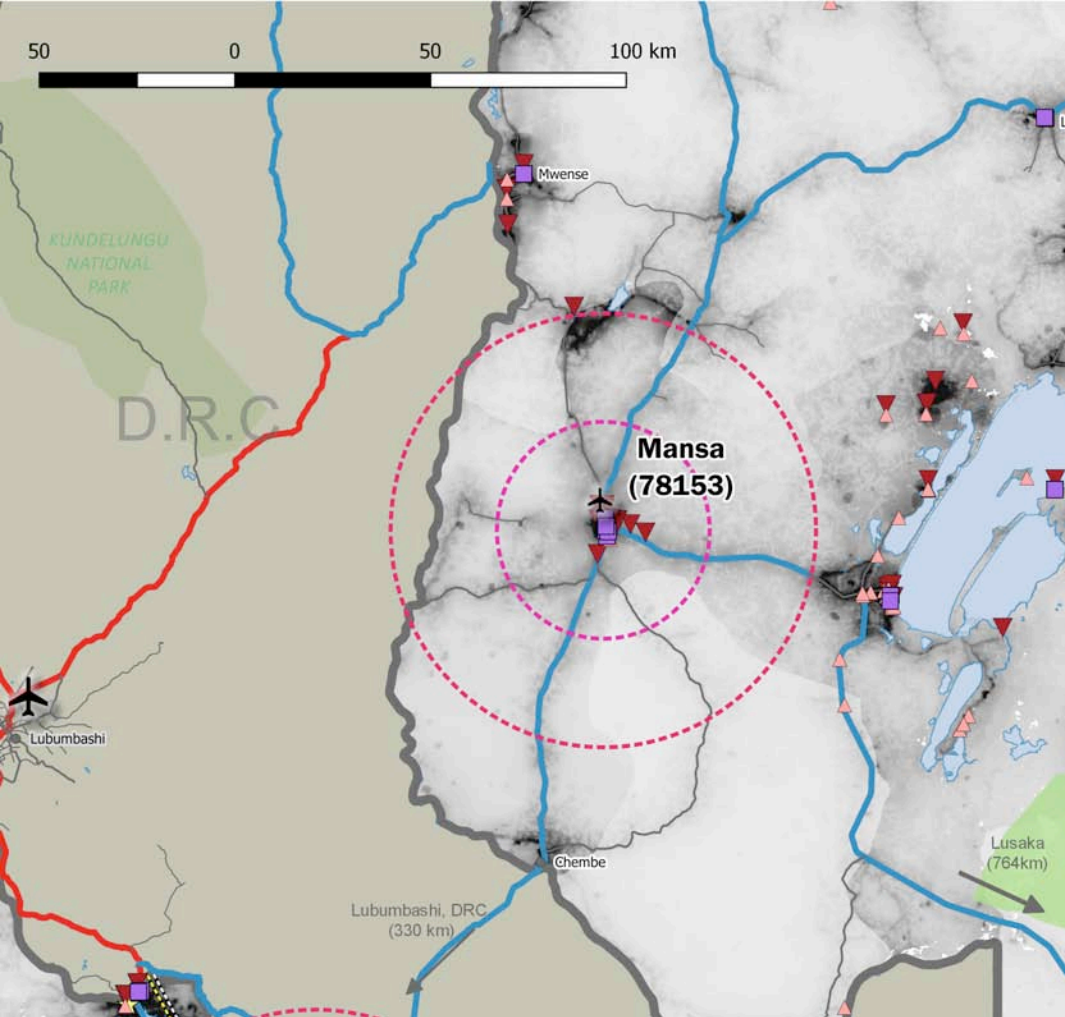 50
0
50
100 km
Mwense
L
KUNDELUNGU
NATIONAL
PARK
D.R.C
Mansa
(78153)
Lubumbashi
Chembe
Lusaka
(764km)
Lubumbashi, DRC
(330 km)